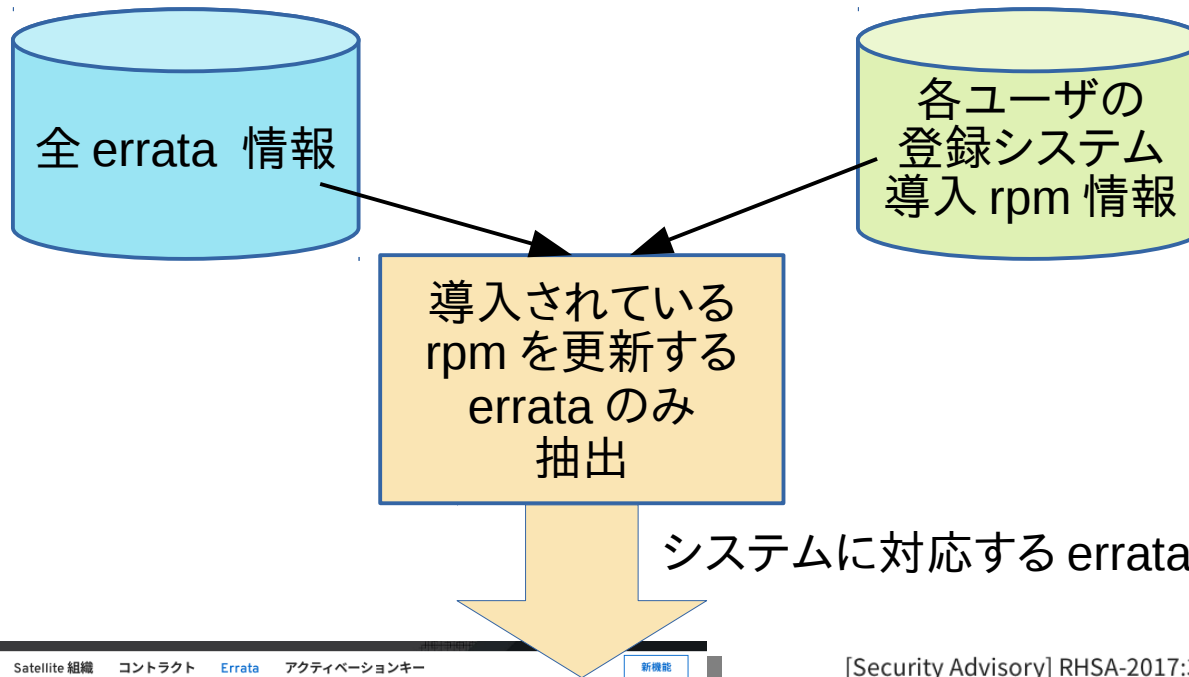 全 errata 情報
各ユーザの
登録システム
導入 rpm 情報
導入されている
rpm を更新する
errata のみ
抽出
システムに対応する errata
Satellite 組織 コントラクト Errata アクティベーションキー 新機能
[Security Advisory] RHSA-2017: